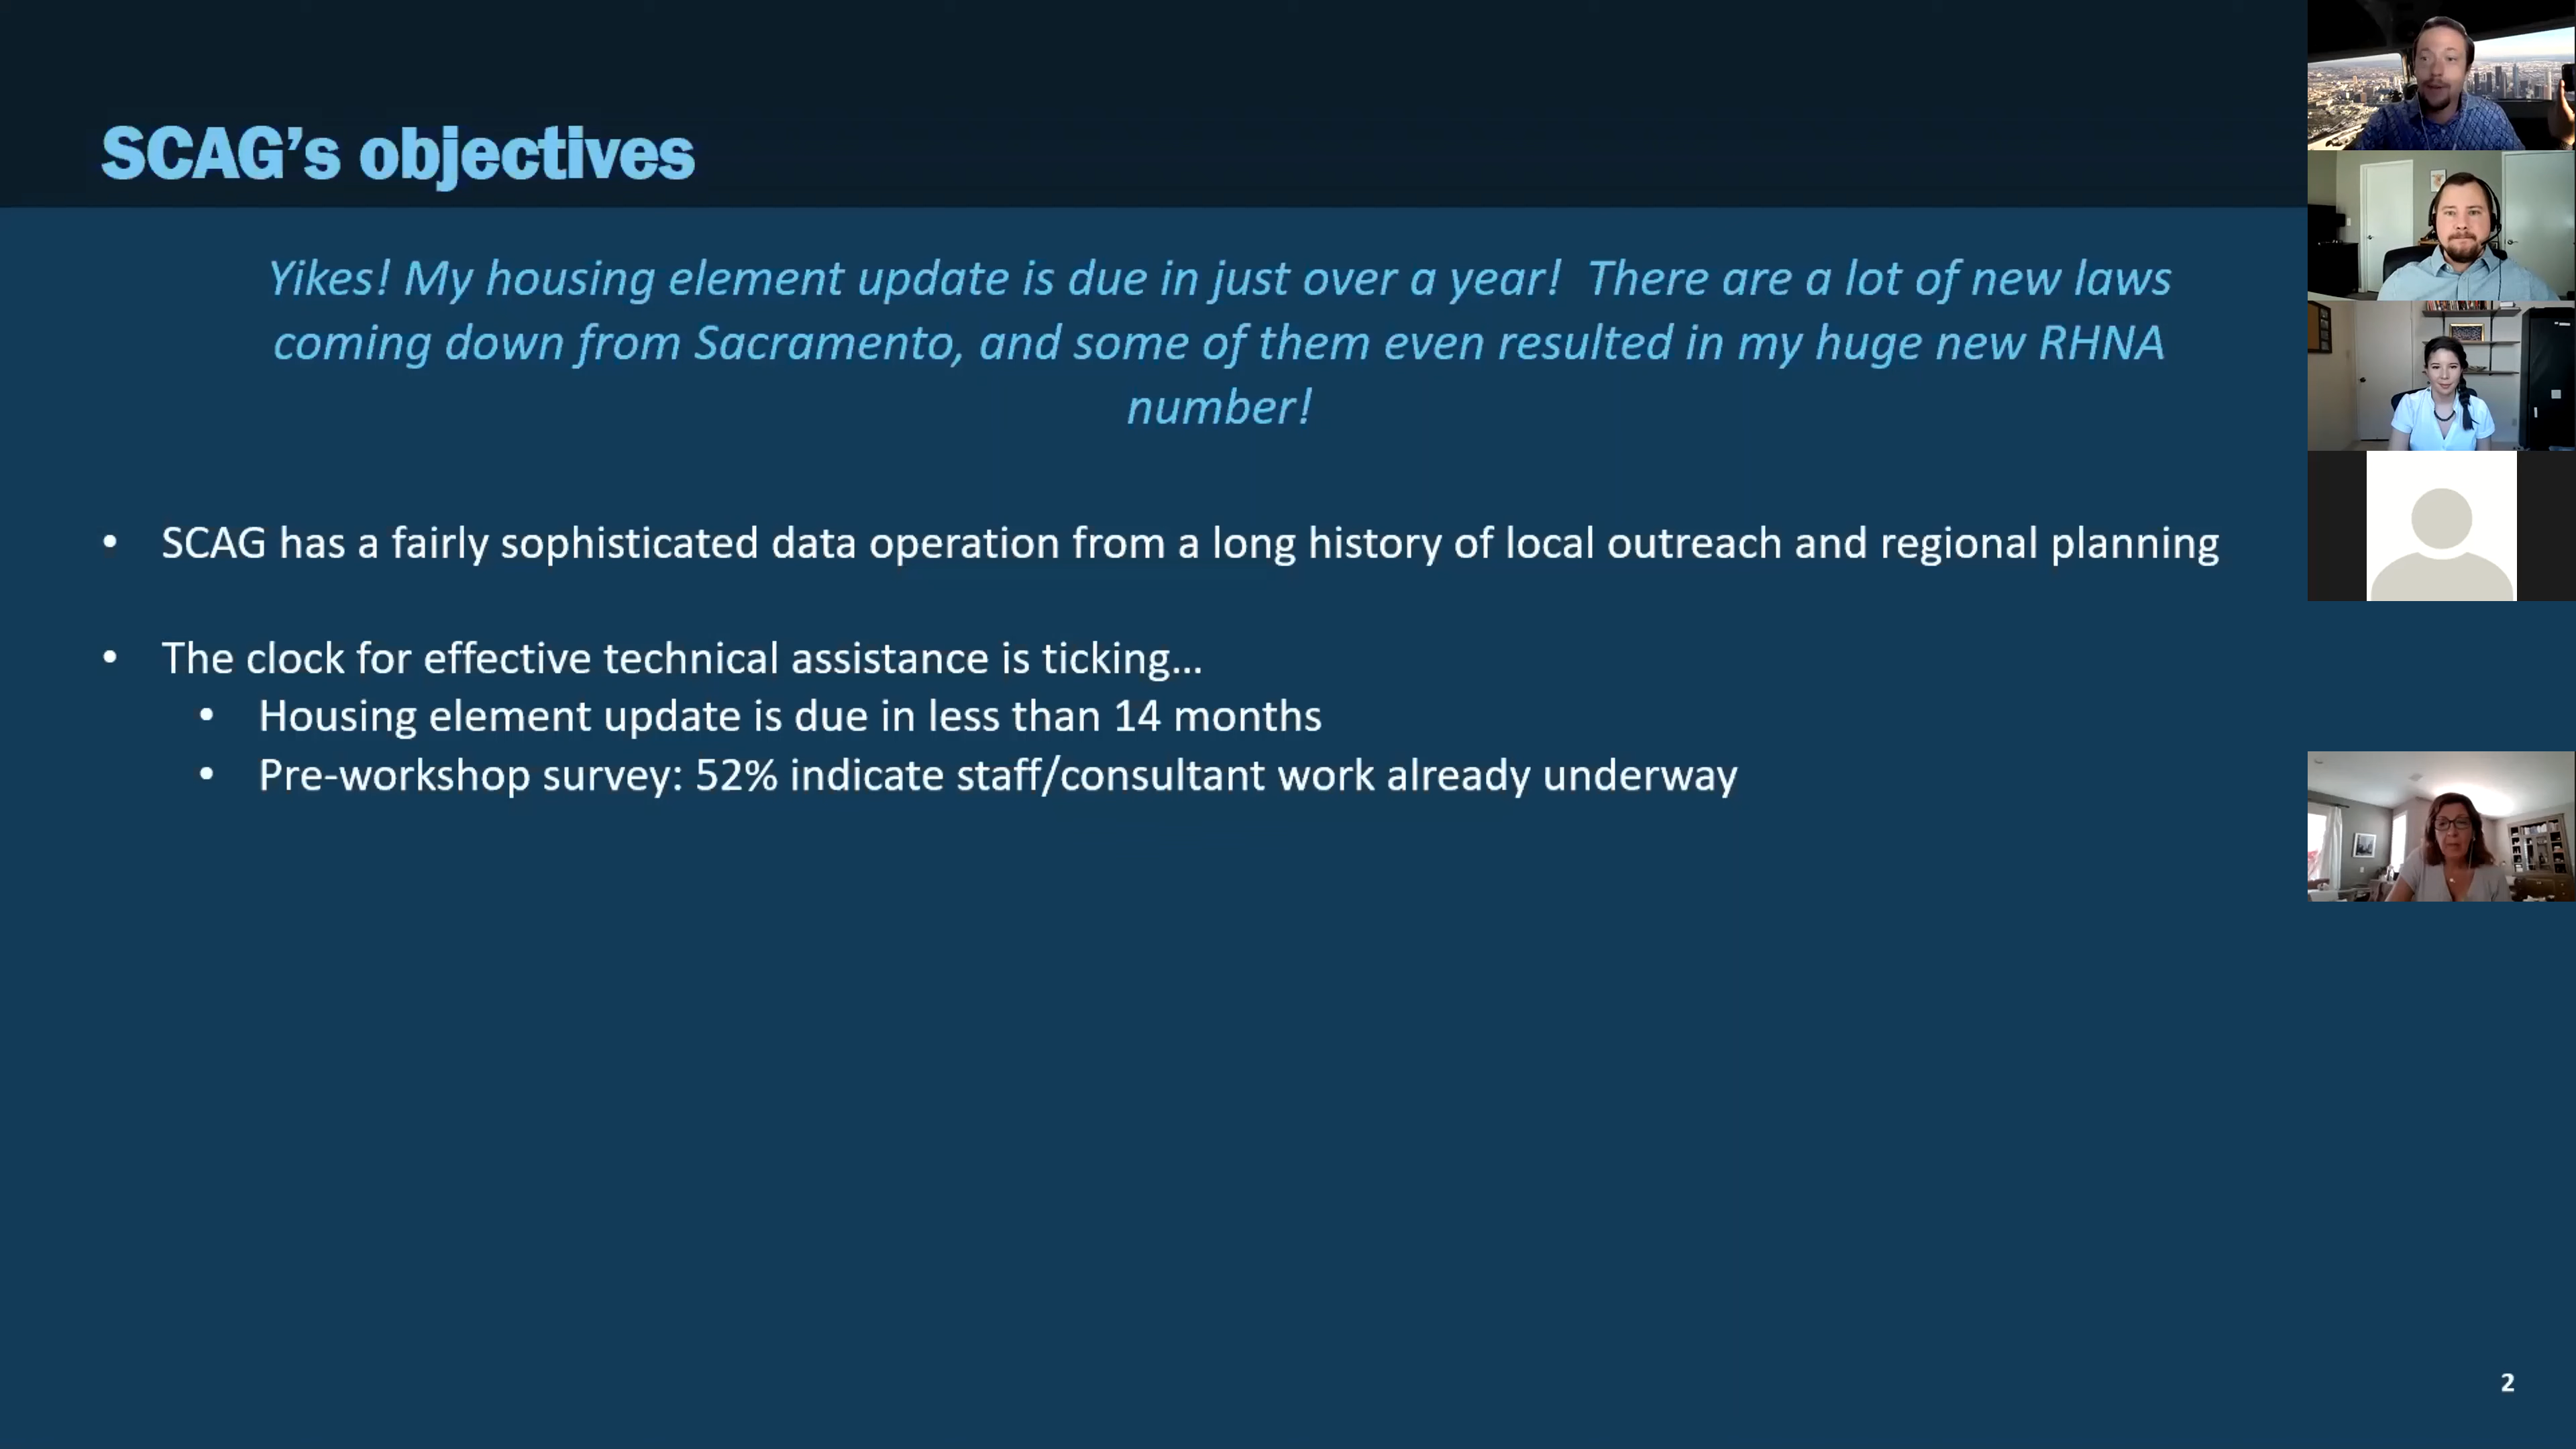 SCAG’s objectives
Yikes! My housing element update is due in just over a year!  There are a lot of new laws
coming down from Sacramento, and some of them even resulted in my huge new RHNA
number!
• SCAG has a fairly sophisticated data operation from a long history of local outreach and regional planning
• The clock for effective technical assistance is ticking…
• Housing element update is due in less than 14 months
• Pre-workshop survey: 52% indicate staff/consultant work already underway
2